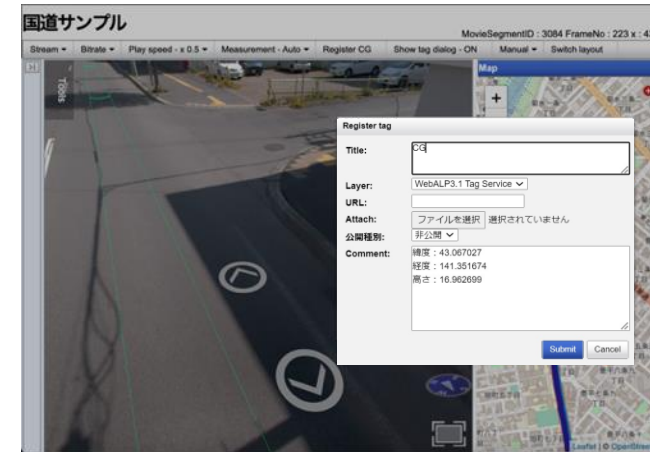 国道サンプル
MovieSegmentID : 3084 FrameNo : 223 x : 4
Stream Bitrate Play speed - x 0.5 Measurement - Auto Register CG Show tag dialog - ON Manual Switch layout
Tools
Map
+
Register tag
Title: CG
Layer: WebALP3.1 Tag Service
URL:
Attach: ファイルを選択 選択されていません
公開種別: 非公開
Comment: 緯度：43.067027
経度：141.351674
高さ：16.962699
Submit Cancel
Leaflet | © OpenStree